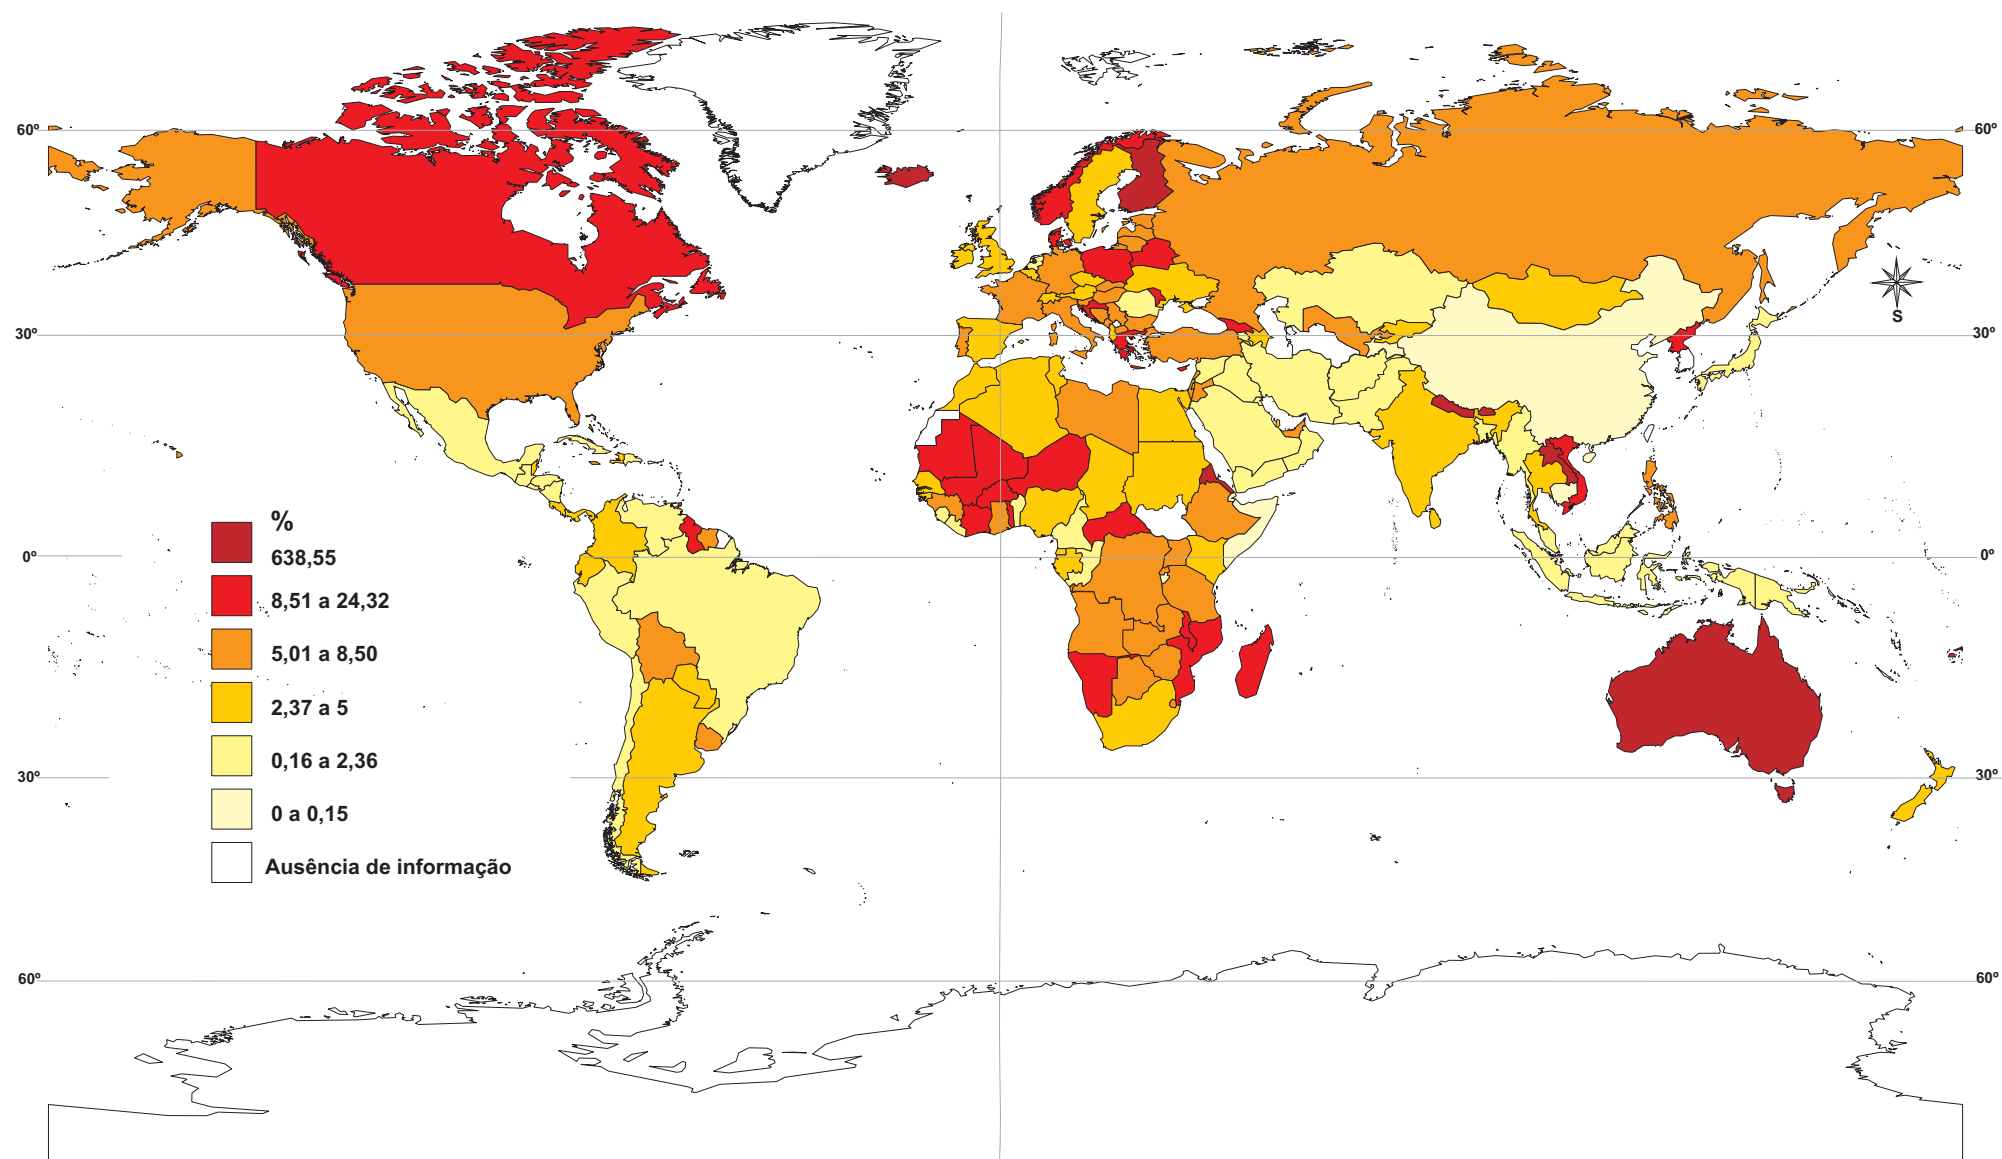 60º
60º
S
30º
30º
%
638,55
0º
0º
8,51 a 24,32
5,01 a 8,50
2,37 a 5
0,16 a 2,36
30º
30º
0 a 0,15
Ausência de informação
60º
60º